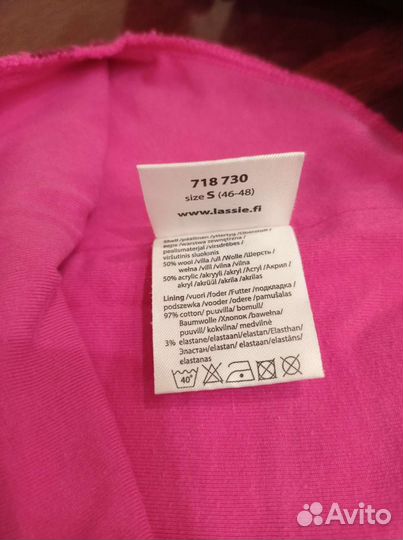 718 730
size S (46-48)
www.lassie.fi
Shell /päällinen /yttertyg /Oberstoff /
верх /warstwa zewnętrzna /
pealismaterjal /virsdrēbes/
viršutinis sluoksnis
50% wool /villa /ull /Wolle /Шерсть /
wełna /vill /vilna /vilna
50% acrylic /akryyli /akryl /Acryl /Акрил /
akryl /akrüül /akrils /akrilas
Lining /vuori /foder /Futter /подкладка /
podszewka /vooder /odere /pamušalas
97% cotton/ puuvilla/ bomull/
Baumwolle /Хлопок /bawełna/
puuvill/ kokvilna/ medvilnė
3% elastane/elastaani/elastan/Elasthan/
Эластан/elastan/ elastaan/elastāns/
elastanas
40°
Avito